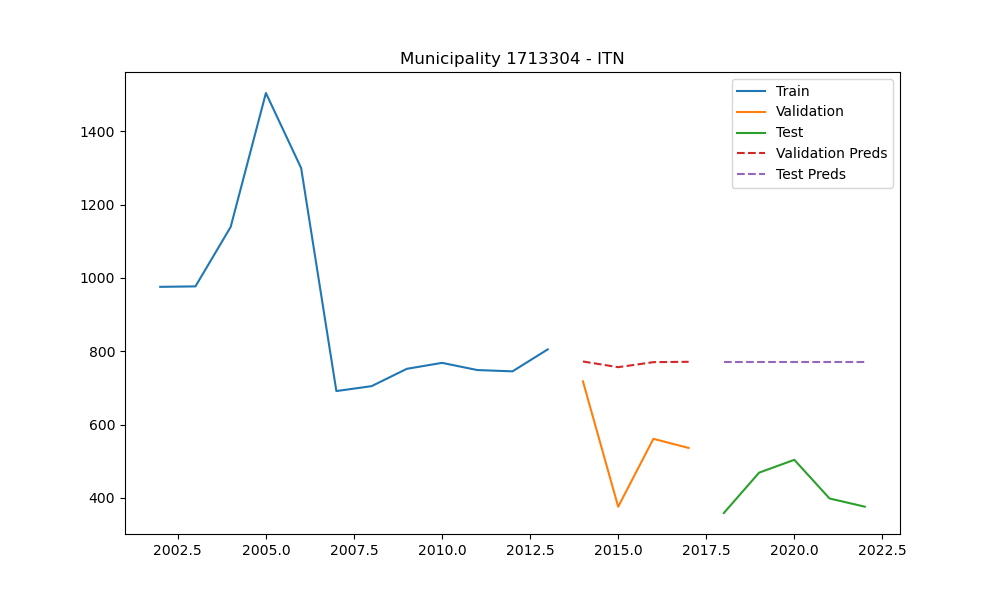 Municipality 1713304 - ITN
Train
Validation
Test
Validation Preds
Test Preds
1400
1200
1000
800
600
400
2002.5 2005.0 2007.5 2010.0 2012.5 2015.0 2017.5 2020.0 2022.5